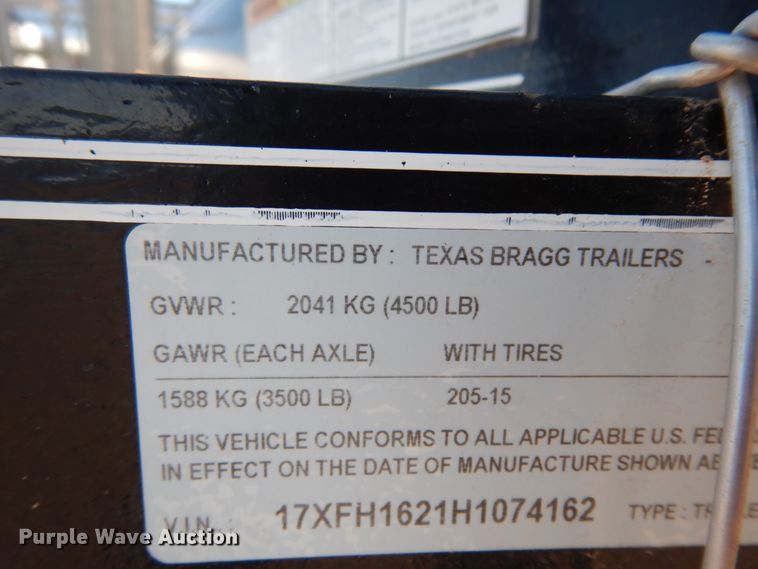 MANUFACTURED BY : TEXAS BRAGG TRAILERS -
GVWR : 2041 KG (4500 LB)
GAWR (EACH AXLE) WITH TIRES
1588 KG (3500 LB) 205-15
THIS VEHICLE CONFORMS TO ALL APPLICABLE U.S.
IN EFFECT ON THE DATE OF MANUFACTURE SHOWN
V.I.N. : 17XFH1621H1074162 TYPE :
Purple Wave Auction